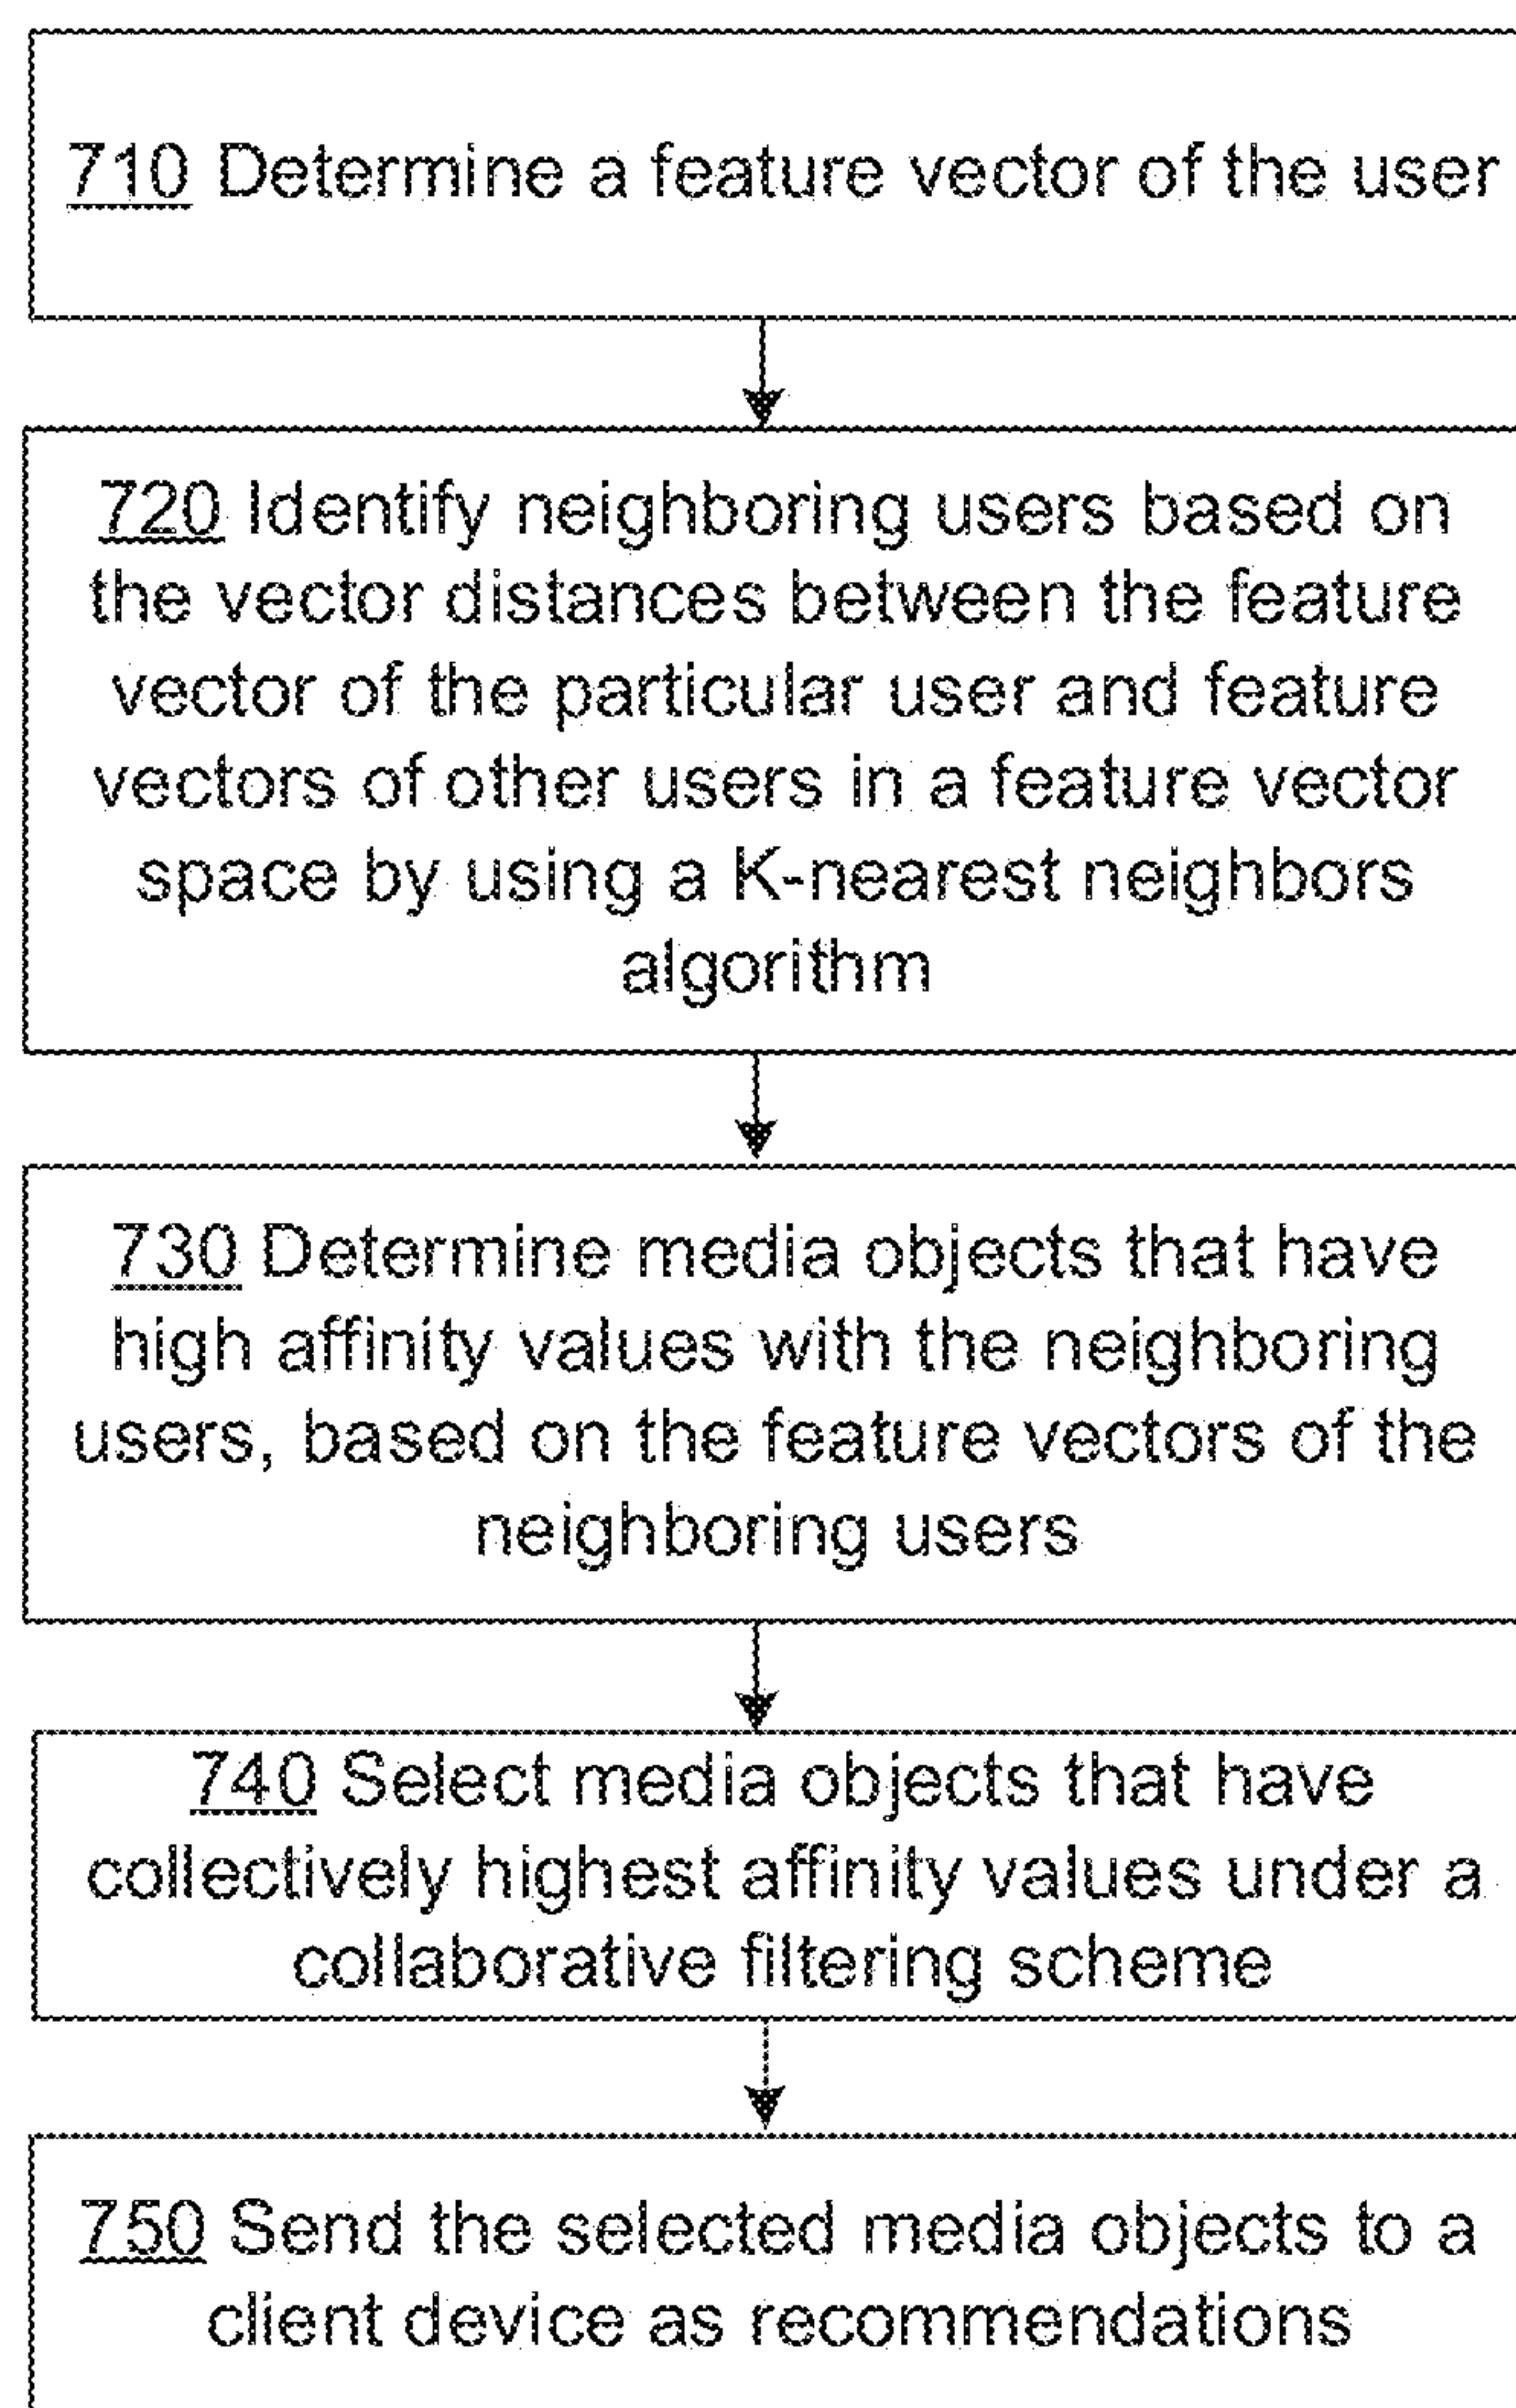 710 Determine a feature vector of the user
720 Identify neighboring users based on
the vector distances between the feature
vector of the particular user and feature
vectors of other users in a feature vector
space by using a K-nearest neighbors
algorithm
730 Determine media objects that have
high affinity values with the neighboring
users, based on the feature vectors of the
neighboring users
740 Select media objects that have
collectively highest affinity values under a
collaborative filtering scheme
750 Send the selected media objects to a
client device as recommendations